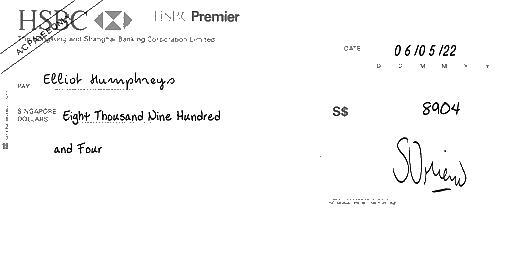 HSBC HSBC Premier
The Hongkong and Shanghai Banking Corporation Limited
AC PAYEE ONLY
DATE 06/05/22
D D M M Y Y
PAY Elliot Humphreys
SINGAPORE DOLLARS Eight Thousand Nine Hundred
and Four
S$ 8904